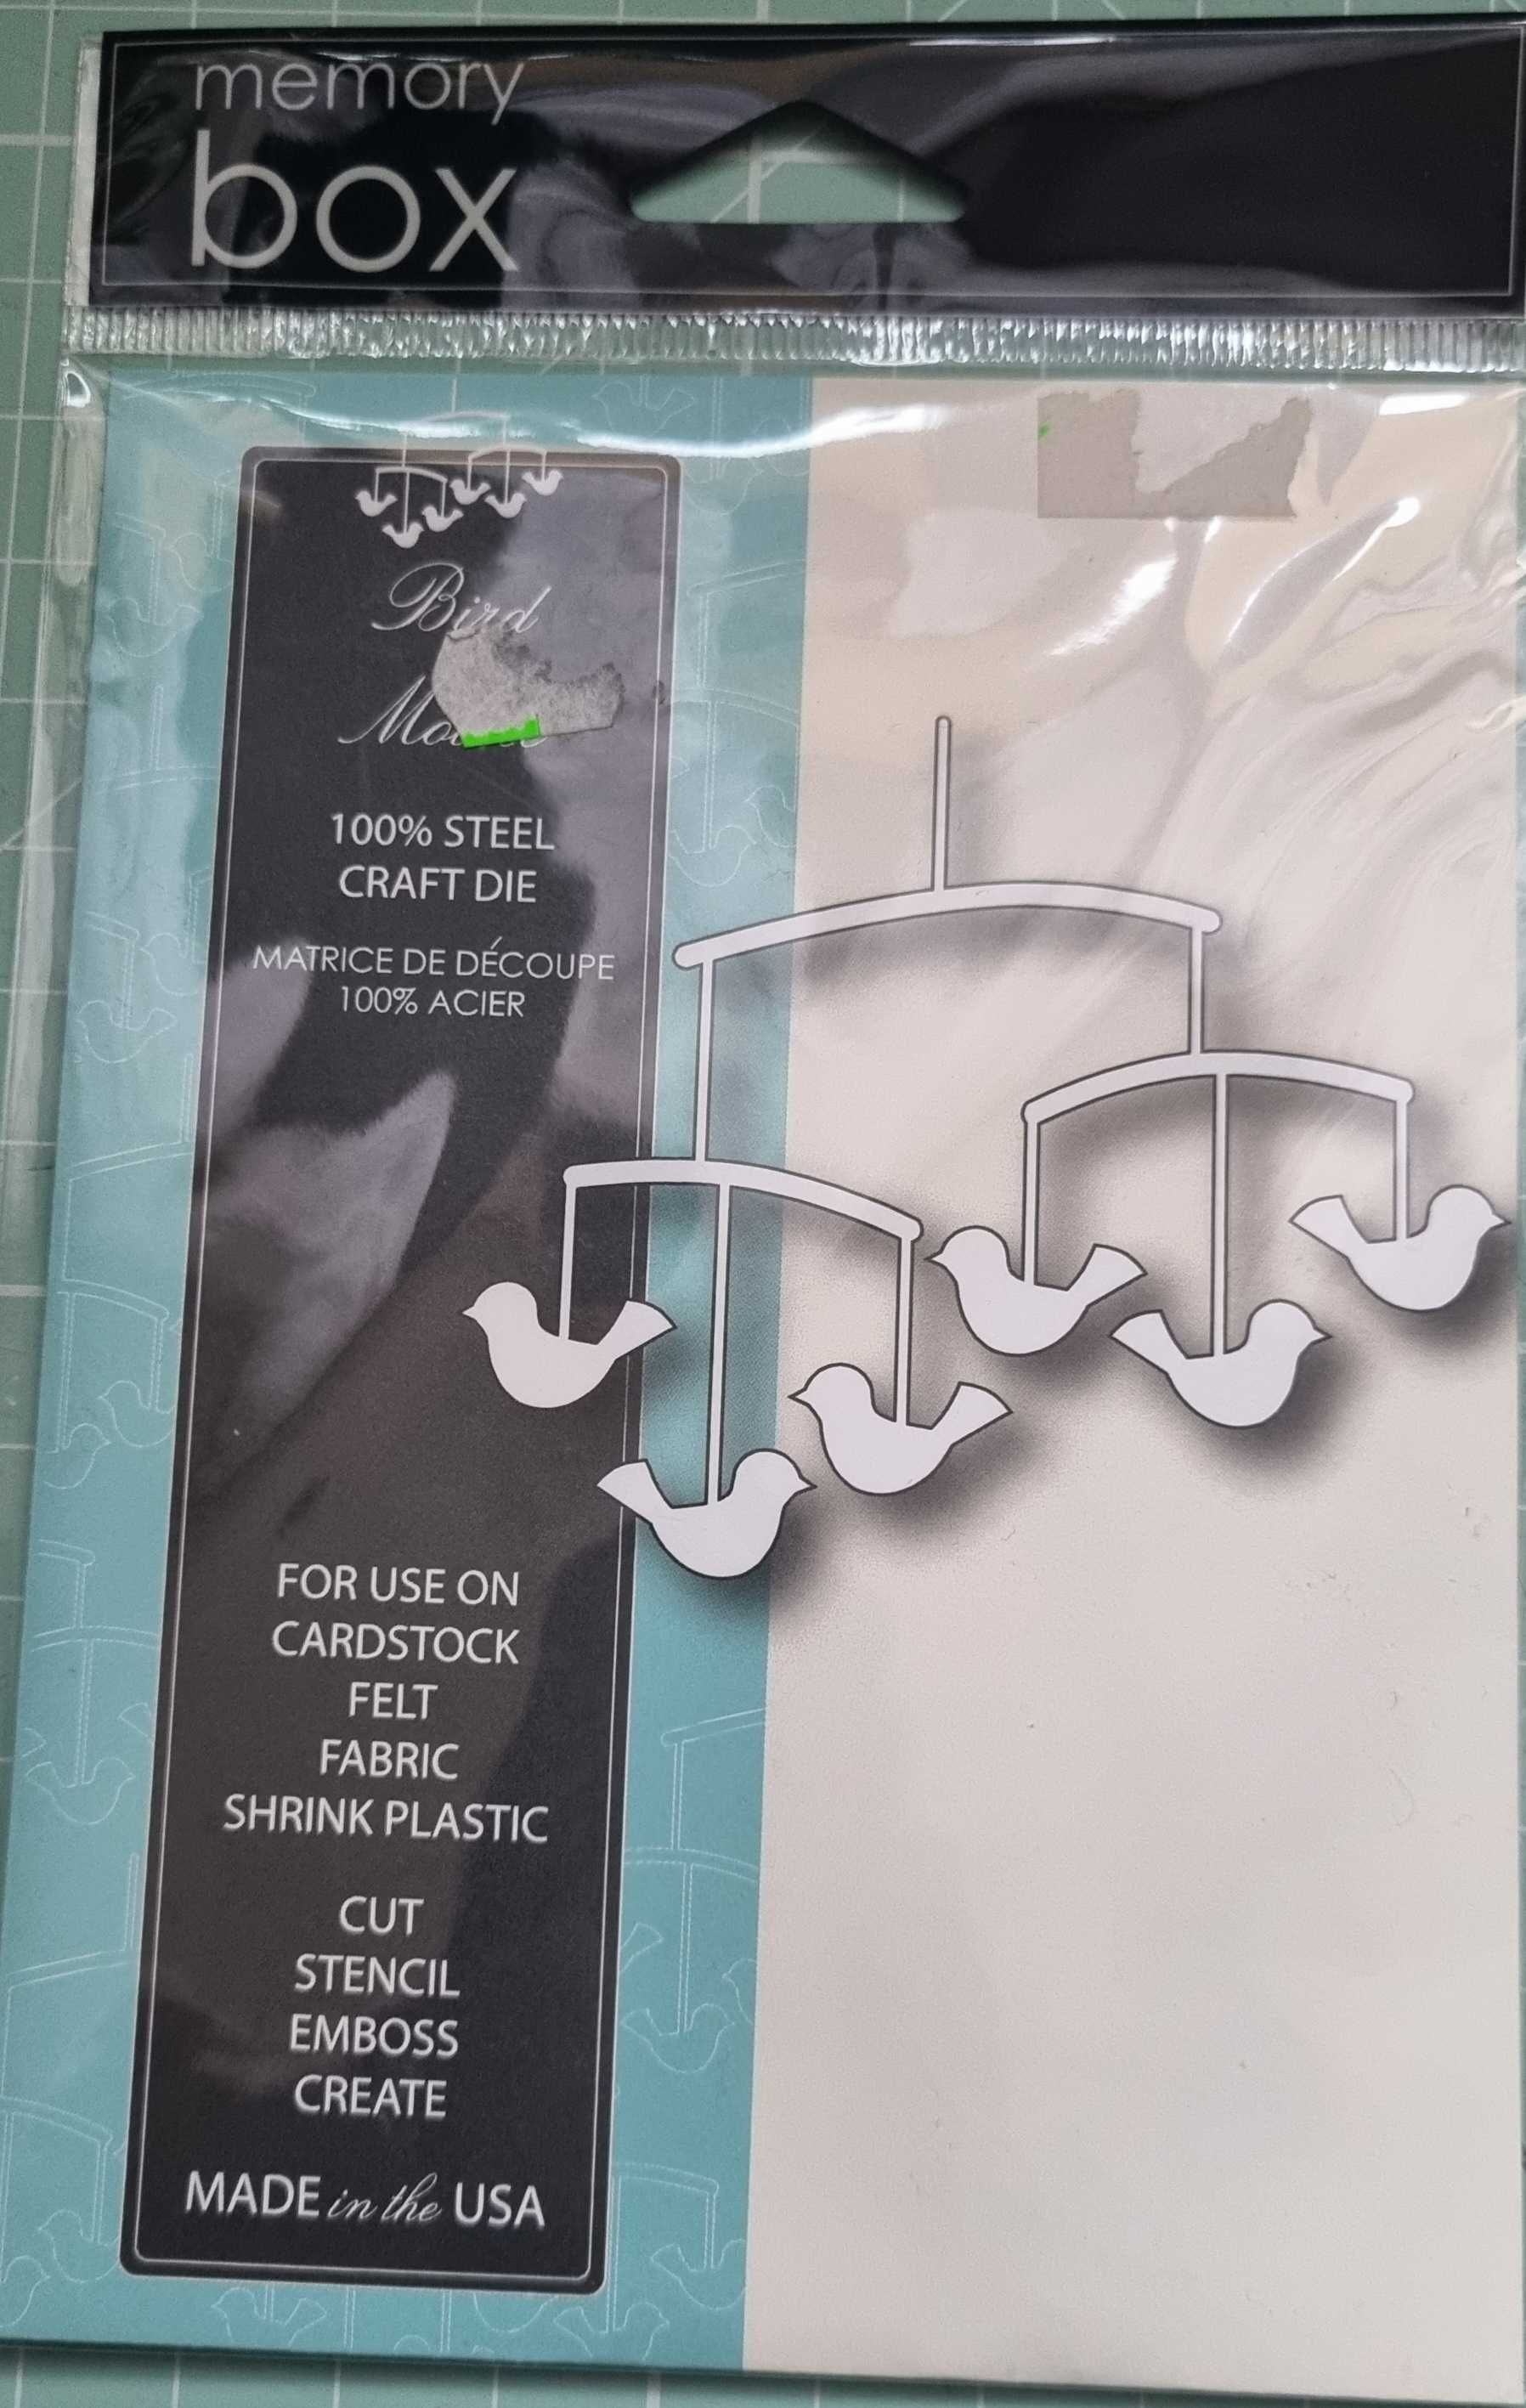 memory
box
Bird
100% STEEL
CRAFT DIE
MATRICE DE DÉCOUPE
100% ACIER
FOR USE ON
CARDSTOCK
FELT
FABRIC
SHRINK PLASTIC
CUT
STENCIL
EMBOSS
CREATE
MADE in the USA